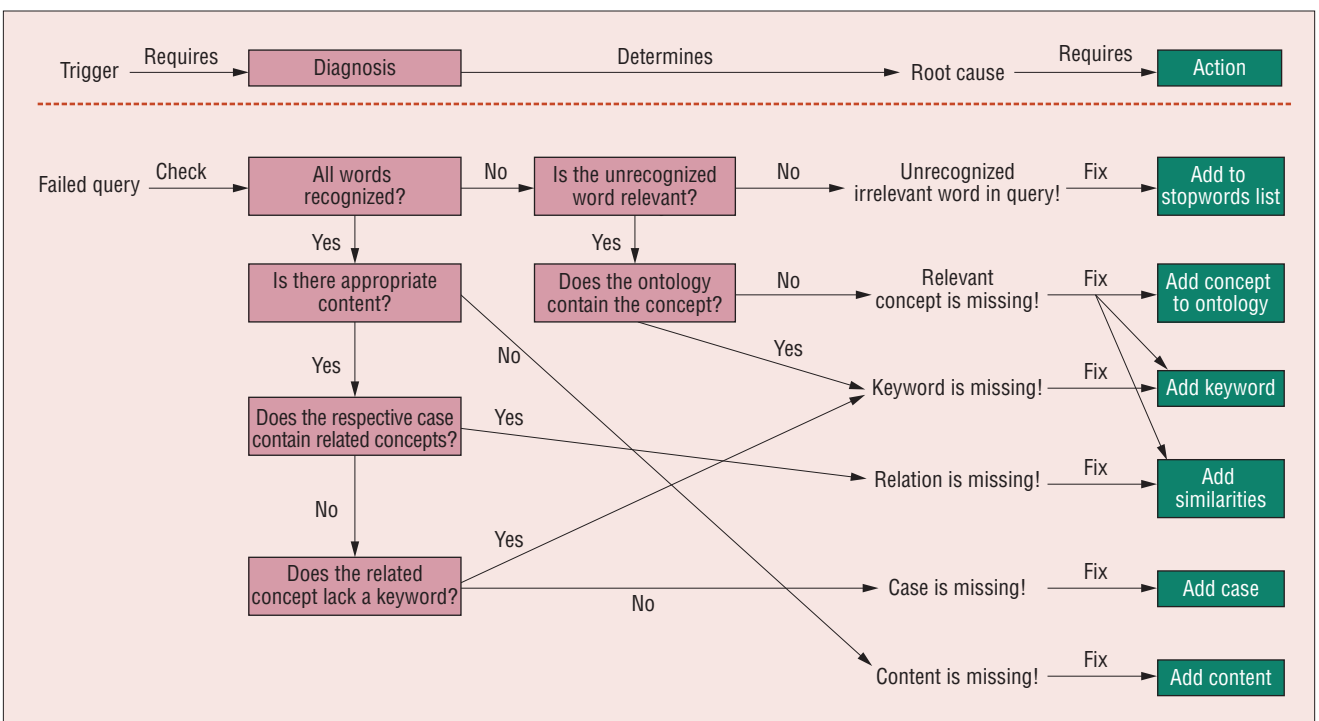 Trigger
Requires
Diagnosis
Determines
Root cause
Requires
Action
Failed query
Check
All words
recognized?
No
Is the unrecognized
word relevant?
No
Unrecognized
irrelevant word in query!
Fix
Add to
stopwords list
Yes
Yes
Is there appropriate
content?
Does the ontology
contain the concept?
No
Relevant
concept is missing!
Fix
Add concept
to ontology
Yes
No
Yes
Keyword is missing!
Fix
Add keyword
Does the respective case
contain related concepts?
Yes
Relation is missing!
Fix
Add
similarities
No
Yes
Does the related
concept lack a keyword?
No
Case is missing!
Fix
Add case
Content is missing!
Fix
Add content